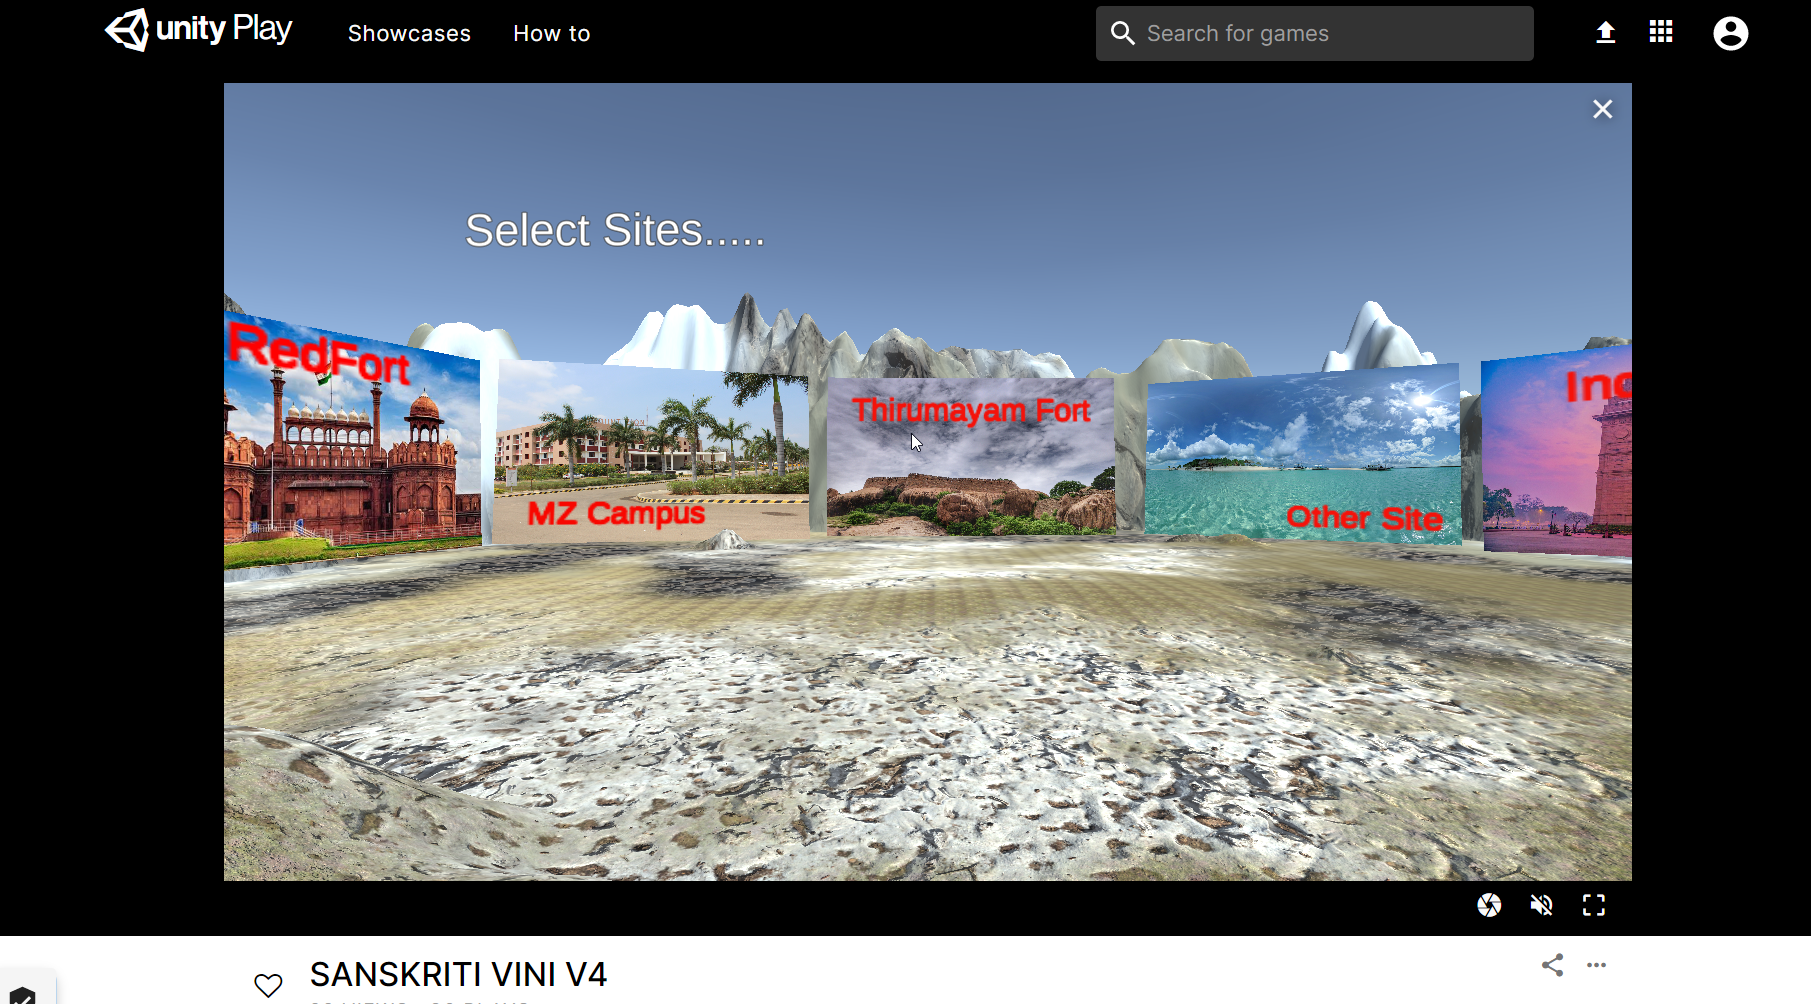 unity Play
Showcases
How to
Search for games
Select Sites.....
RedFort
MZ Campus
Thirumayam Fort
Other Site
SANSKRITI VINI V4